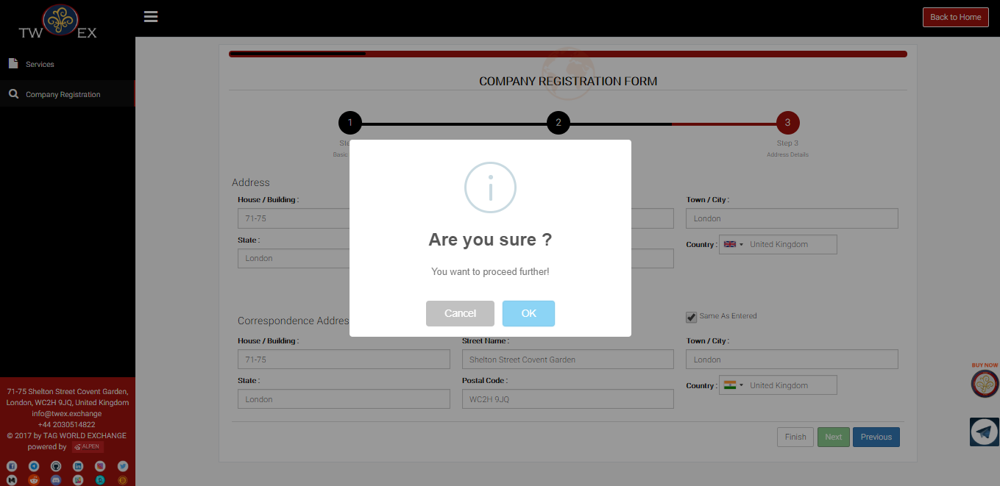 TW EX
Back to Home
Services
Company Registration
COMPANY REGISTRATION FORM
1
2
3
Step 3
Basic
Address Details
Address
House / Building :
Town / City :
71-75
London
State :
Country :
United Kingdom
London
Are you sure ?
You want to proceed further!
Cancel
OK
Correspondence
Same As Entered
House / Building :
Street Name :
Town / City :
71-75
Shelton Street Covent Garden
London
State :
Postal Code :
Country :
United Kingdom
London
WC2H 9JQ
Finish
Next
Previous
BUY NOW
71-75 Shelton Street Covent Garden,
London, WC2H 9JQ, United Kingdom
info@twex.exchange
+44 2030514822
© 2017 by TAG WORLD EXCHANGE
powered by ALPEN